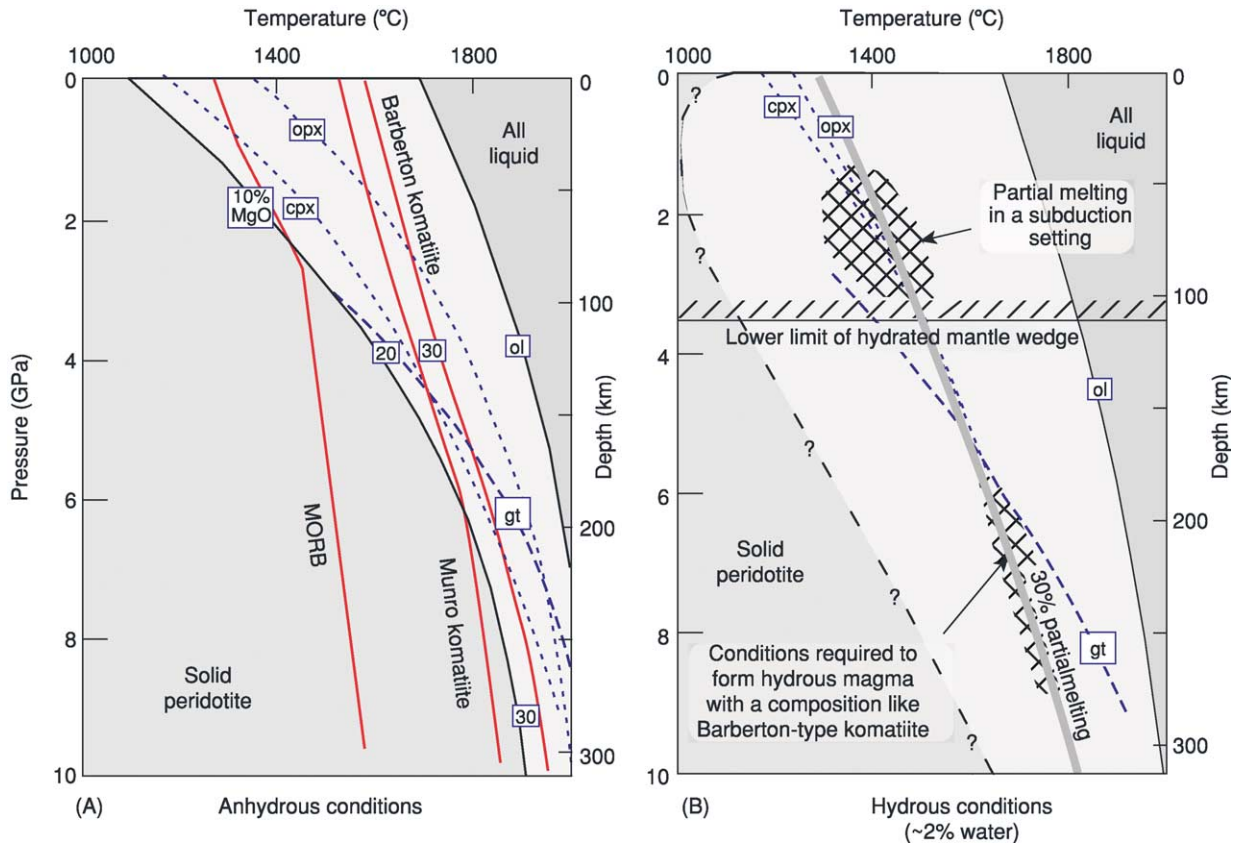 Temperature (ºC)
1000
1400
1800
0
2
4
6
8
10
Pressure (GPa)
0
100
200
300
Depth (km)
opx
cpx
10%
MgO
20
30
30
ol
gt
Barberton komatiite
All
liquid
MORB
Munro komatiite
Solid
peridotite
(A)
Anhydrous conditions
Temperature (ºC)
1000
1400
1800
0
2
4
6
8
10
0
100
200
300
Depth (km)
?
cpx
opx
All
liquid
Partial melting
in a subduction
setting
?
Lower limit of hydrated mantle wedge
ol
?
Solid
peridotite
30% partialmelting
?
gt
Conditions required to
form hydrous magma
with a composition like
Barberton-type komatiite
?
(B)
Hydrous conditions
(~2% water)